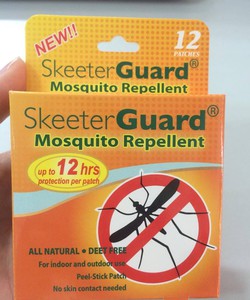 NEW!!
12
PATCHES
SkeeterGuard®
Mosquito Repellent
SkeeterGuard®
Mosquito Repellent
up to 12 hrs
protection per patch
ALL NATURAL • DEET FREE
For indoor and outdoor use
Peel-Stick Patch
No skin contact needed